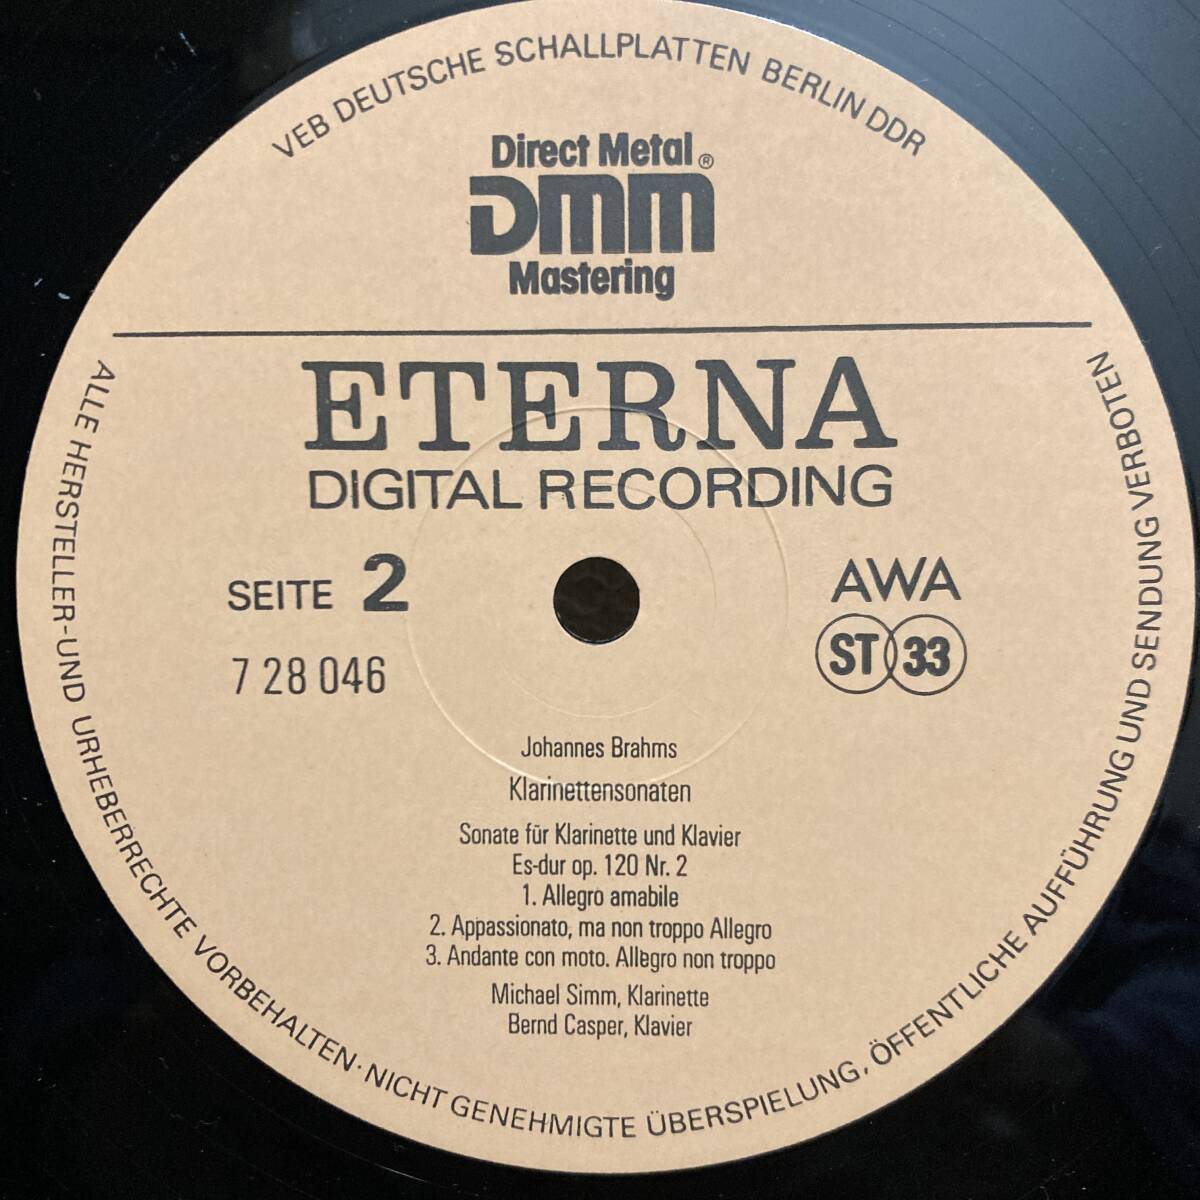 VEB DEUTSCHE SCHALLPLATTEN BERLIN DDR
Direct Metal ®
DMM
Mastering
ETERNA
DIGITAL RECORDING
SEITE 2
7 28 046
AWA
ST 33
Johannes Brahms
Klarinettensonaten
Sonate für Klarinette und Klavier
Es-dur op. 120 Nr. 2
1. Allegro amabile
2. Appassionato, ma non troppo Allegro
3. Andante con moto. Allegro non troppo
Michael Simm, Klarinette
Bernd Casper, Klavier
ALLE HERSTELLER-UND URHEBERRECHTE VORBEHALTEN · NICHT GENEHMIGTE ÜBERSPIELUNG, ÖFFENTLICHE AUFFÜHRUNG UND SENDUNG VERBOTEN